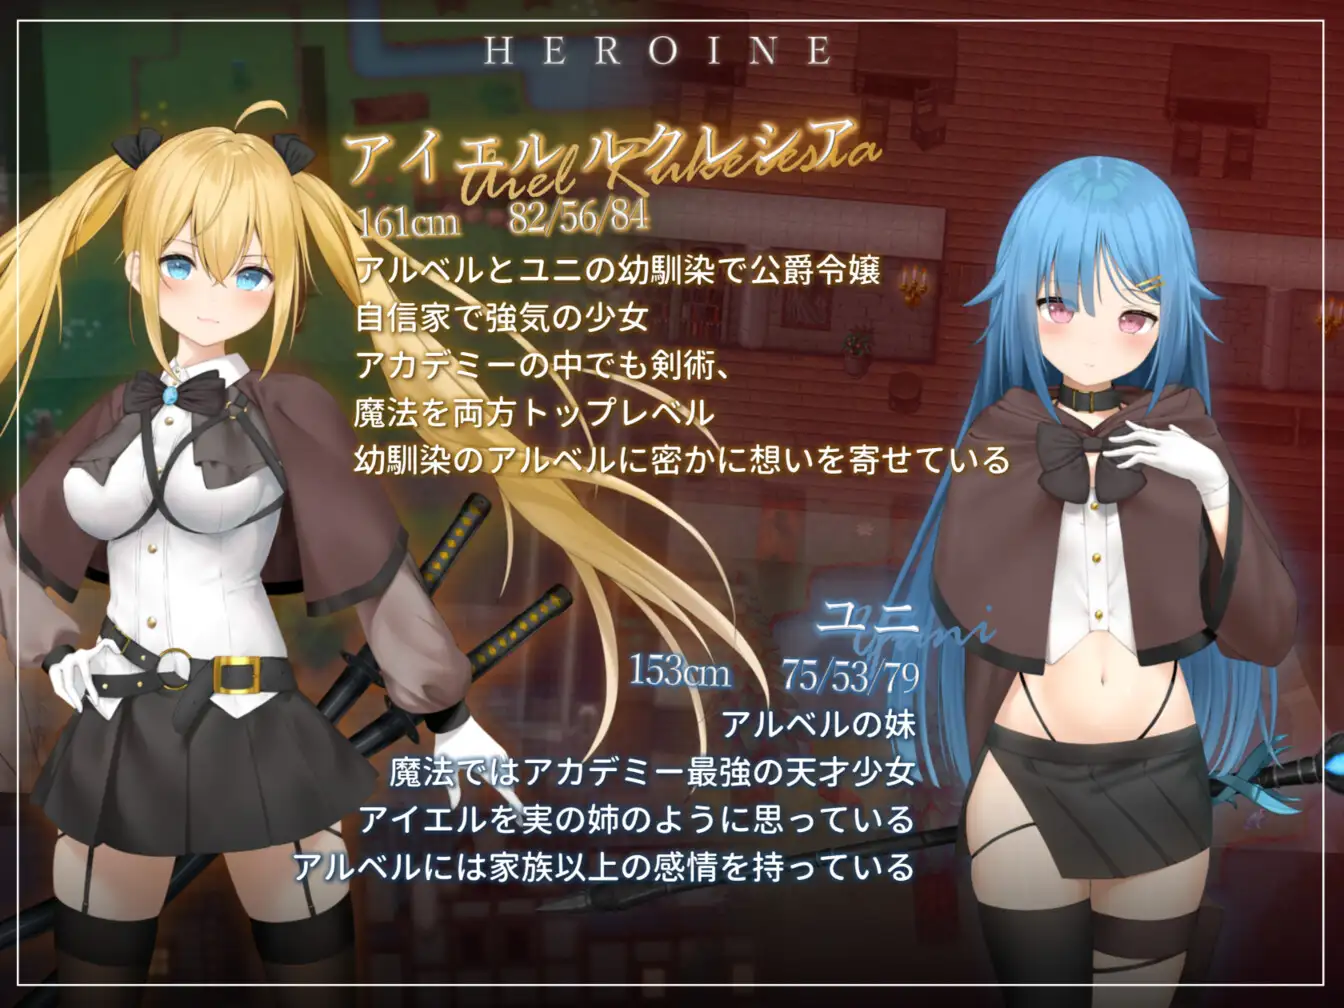 HEROINE
アイエル ルクレシア
161cm 82/56/84
アルベルとユニの幼馴染で公爵令嬢
自信家で強気の少女
アカデミーの中でも剣術、
魔法を両方トップレベル
幼馴染のアルベルに密かに想いを寄せている
ユニ
Yuni
153cm 75/53/79
アルベルの妹
魔法ではアカデミー最強の天才少女
アイエルを実の姉のように思っている
アルベルには家族以上の感情を持っている